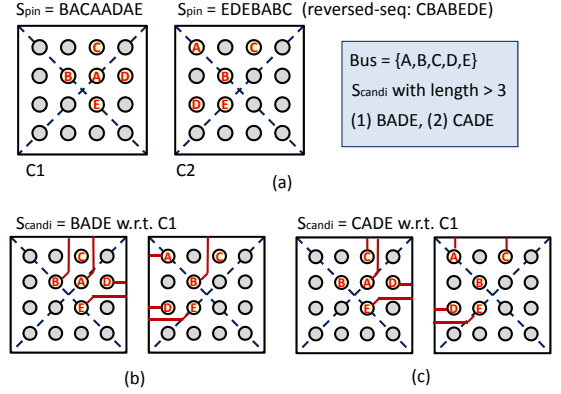 Spin = BACAADAE
Spin = EDEBABC (reversed-seq: CBABEDE)
C
B A D
E
A C
B
D E
Bus = {A,B,C,D,E}
Scandi with length > 3
(1) BADE, (2) CADE
C1
C2
(a)
Scandi = BADE w.r.t. C1
Scandi = CADE w.r.t. C1
C
B A D
E
A C
B
D E
C
B A D
E
A C
B
D E
(b)
(c)